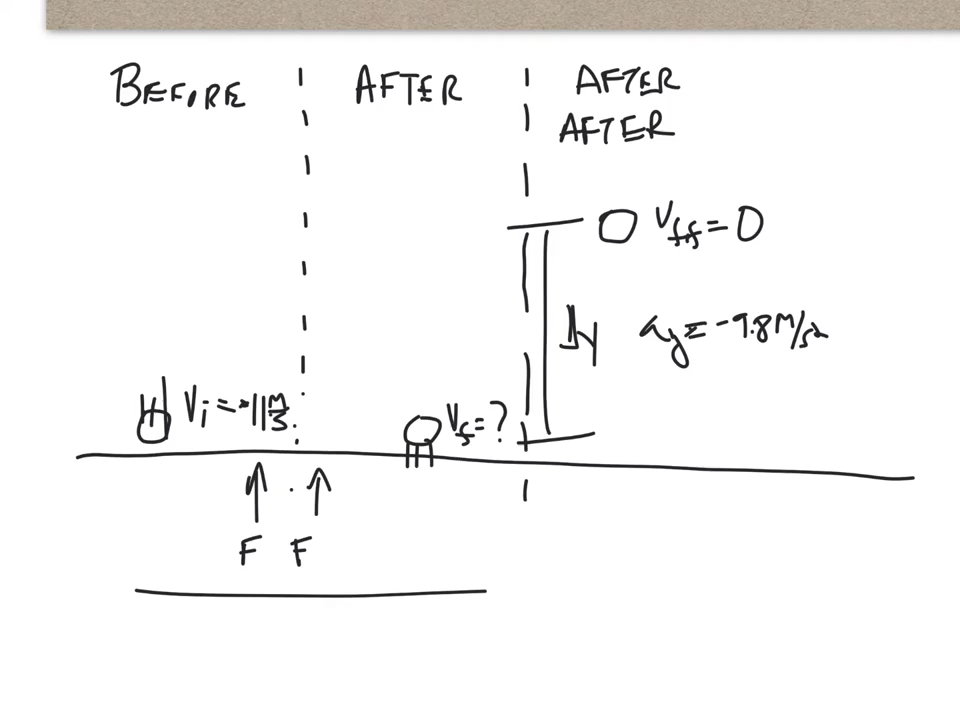 BEFORE
AFTER
AFTER
AFTER
Vff = 0
Δy
ay = -9.8 M/s²
Vi = -11 M/s
Vf = ?
F F